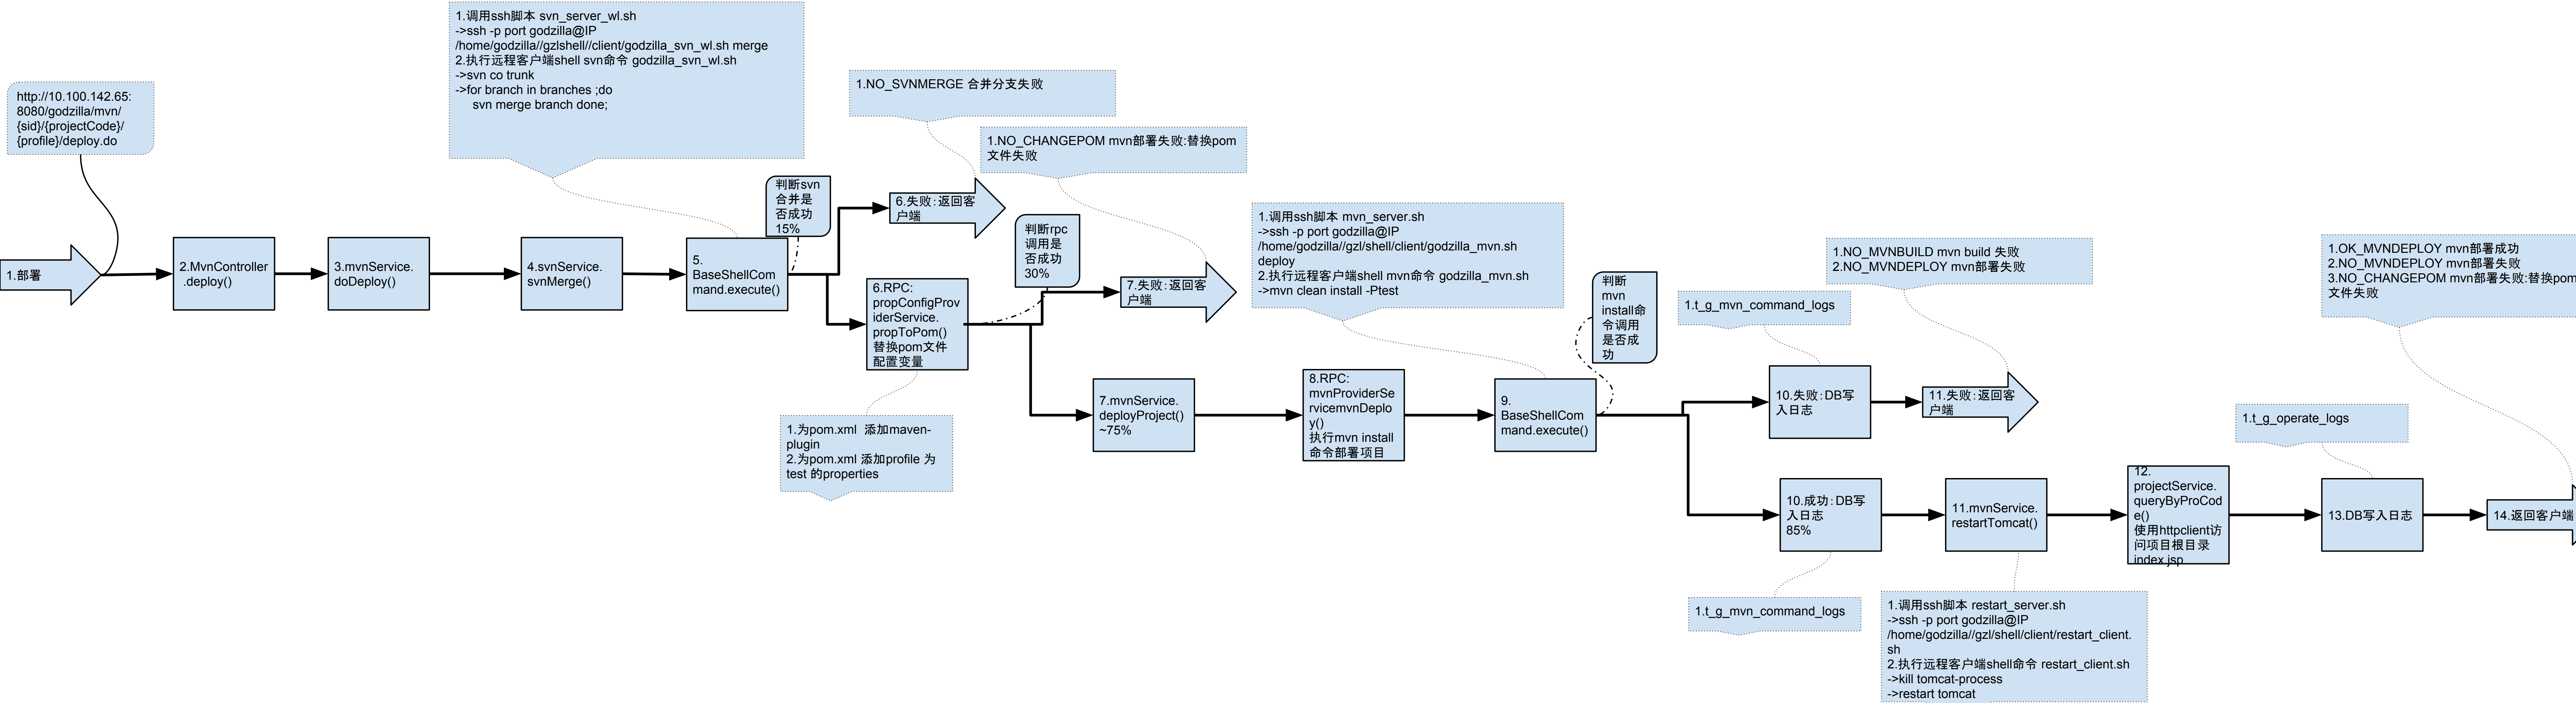 1.调用ssh脚本 svn_server_wl.sh
->ssh -p port godzilla@IP
/home/godzilla//gzlshell//client/godzilla_svn_wl.sh merge
2.执行远程客户端shell svn命令 godzilla_svn_wl.sh
->svn co trunk
->for branch in branches ;do
svn merge branch done;
http://10.100.142.65:
8080/godzilla/mvn/
{sid}/{projectCode}/
{profile}/deploy.do
1.NO_SVNMERGE 合并分支失败
1.NO_CHANGEPOM mvn部署失败:替换pom
文件失败
判断svn
合并是
否成功
15%
6.失败：返回客
户端
判断rpc
调用是
否成功
30%
1.部署
2.MvnController
.deploy()
3.mvnService.
doDeploy()
4.svnService.
svnMerge()
5.
BaseShellCom
mand.execute()
6.RPC:
propConfigProv
iderService.
propToPom()
替换pom文件
配置变量
7.失败：返回客
户端
1.调用ssh脚本 mvn_server.sh
->ssh -p port godzilla@IP
/home/godzilla//gzl/shell/client/godzilla_mvn.sh
deploy
2.执行远程客户端shell mvn命令 godzilla_mvn.sh
->mvn clean install -Ptest
判断
mvn
install命
令调用
是否成
功
1.为pom.xml 添加maven-
plugin
2.为pom.xml 添加profile 为
test 的properties
7.mvnService.
deployProject()
~75%
8.RPC:
mvnProviderSe
rvicemvnDeplo
y()
执行mvn install
命令部署项目
9.
BaseShellCom
mand.execute()
1.t_g_mvn_command_logs
1.NO_MVNBUILD mvn build 失败
2.NO_MVNDEPLOY mvn部署失败
10.失败：DB写
入日志
11.失败：返回客
户端
1.OK_MVNDEPLOY mvn部署成功
2.NO_MVNDEPLOY mvn部署失败
3.NO_CHANGEPOM mvn部署失败:替换pom
文件失败
1.t_g_operate_logs
10.成功：DB写
入日志
85%
11.mvnService.
restartTomcat()
12.
projectService.
queryByProCod
e()
使用httpclient访
问项目根目录
index.jsp
13.DB写入日志
14.返回客户端
1.t_g_mvn_command_logs
1.调用ssh脚本 restart_server.sh
->ssh -p port godzilla@IP
/home/godzilla//gzl/shell/client/restart_client.
sh
2.执行远程客户端shell命令 restart_client.sh
->kill tomcat-process
->restart tomcat